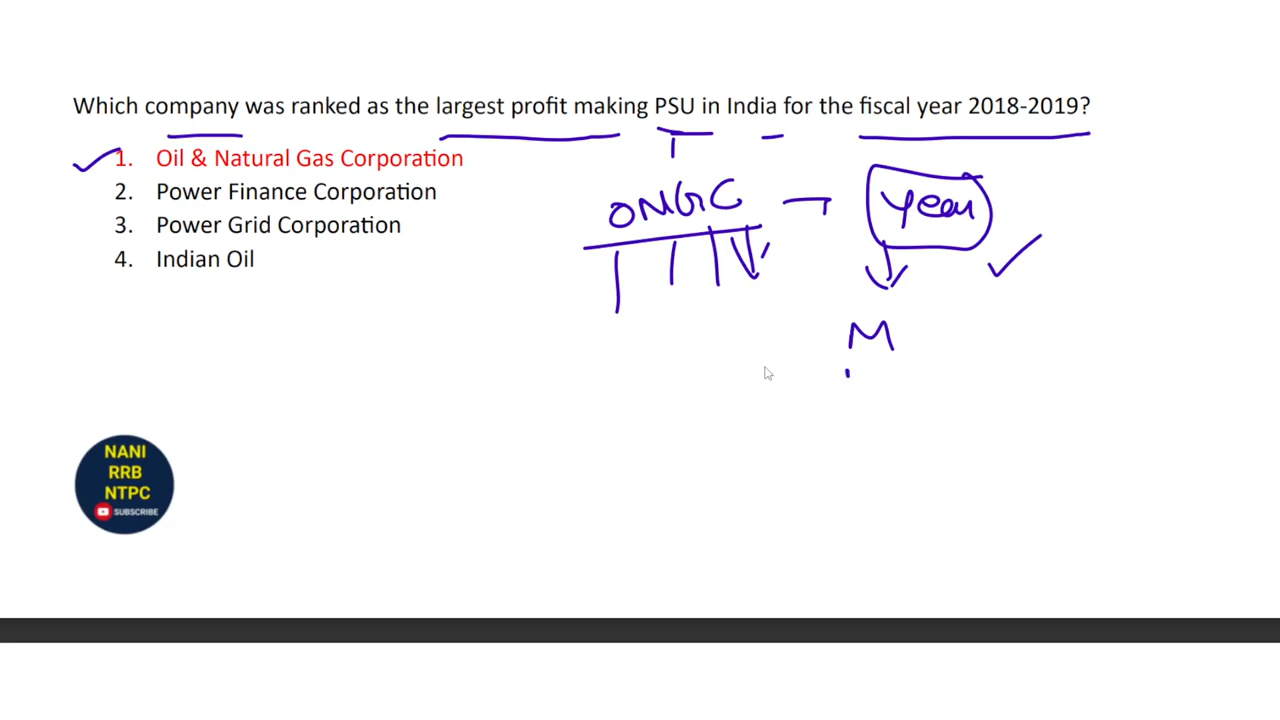 Which company was ranked as the largest profit making PSU in India for the fiscal year 2018-2019?
1. Oil & Natural Gas Corporation
2. Power Finance Corporation
3. Power Grid Corporation
4. Indian Oil
ONGC → year
M
NANI
RRB
NTPC
SUBSCRIBE